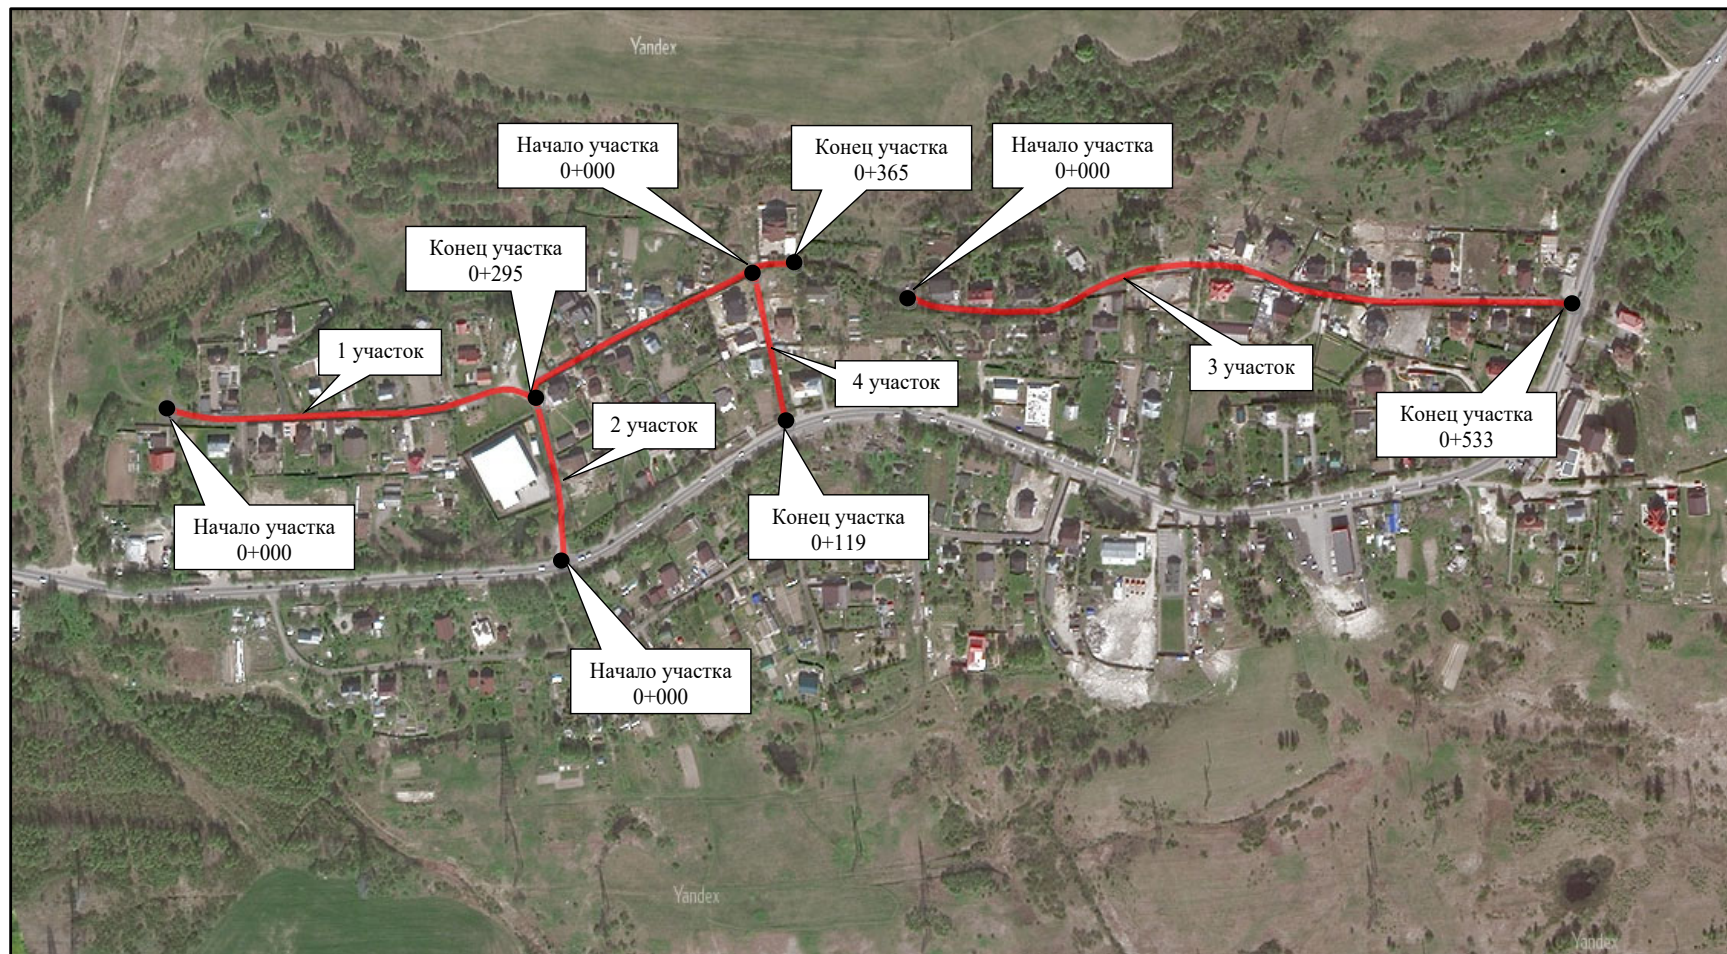 Yandex
Начало участка
0+000
Конец участка
0+365
Начало участка
0+000
Конец участка
0+295
1 участок
4 участок
3 участок
2 участок
Конец участка
0+533
Начало участка
0+000
Конец участка
0+119
Начало участка
0+000
Yandex
Yandex